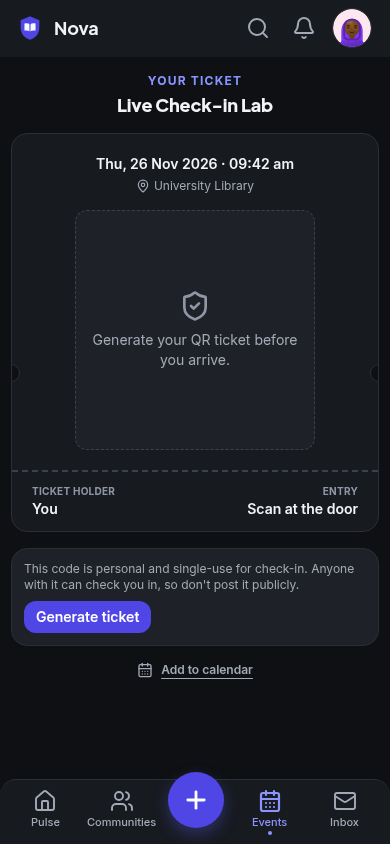 Nova
YOUR TICKET
Live Check-In Lab
Thu, 26 Nov 2026 · 09:42 am
University Library
Generate your QR ticket before
you arrive.
TICKET HOLDER
ENTRY
You
Scan at the door
This code is personal and single-use for check-in. Anyone
with it can check you in, so don't post it publicly.
Generate ticket
Add to calendar
Pulse
Communities
Events
Inbox